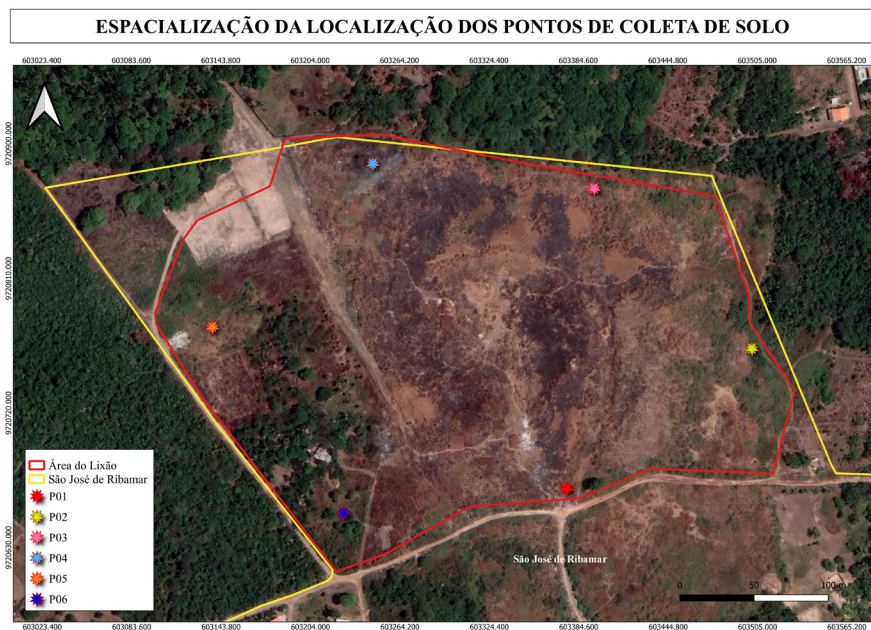 ESPACIALIZAÇÃO DA LOCALIZAÇÃO DOS PONTOS DE COLETA DE SOLO
603023.400 603083.600 603143.800 603204.000 603264.200 603324.400 603384.600 603444.800 603505.000 603565.200
9720900.000
9720810.000
9720720.000
9720630.000
Área do Lixão
São José de Ribamar
P01
P02
P03
P04
P05
P06
São José de Ribamar
0 50 100 m
603023.400 603083.600 603143.800 603204.000 603264.200 603324.400 603384.600 603444.800 603505.000 603565.200